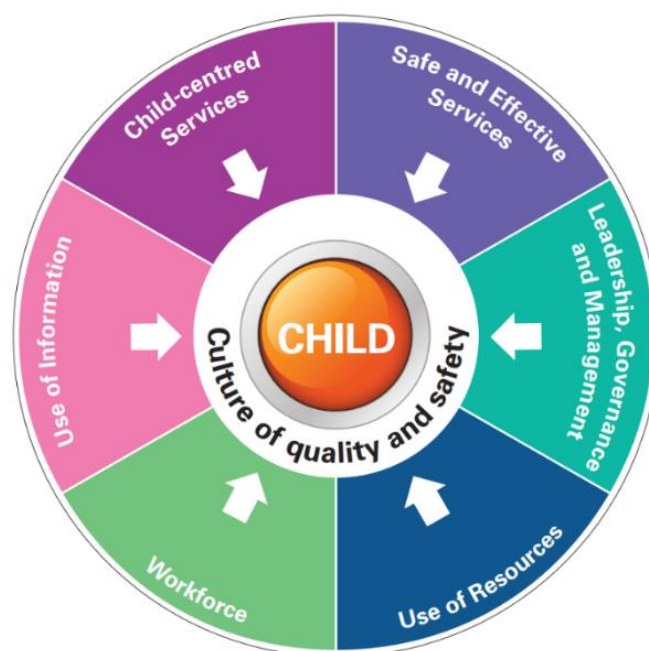 Child-centred
Services
Safe and Effective
Services
Leadership, Governance
and Management
Use of Resources
Workforce
Use of Information
CHILD
Culture of quality and safety